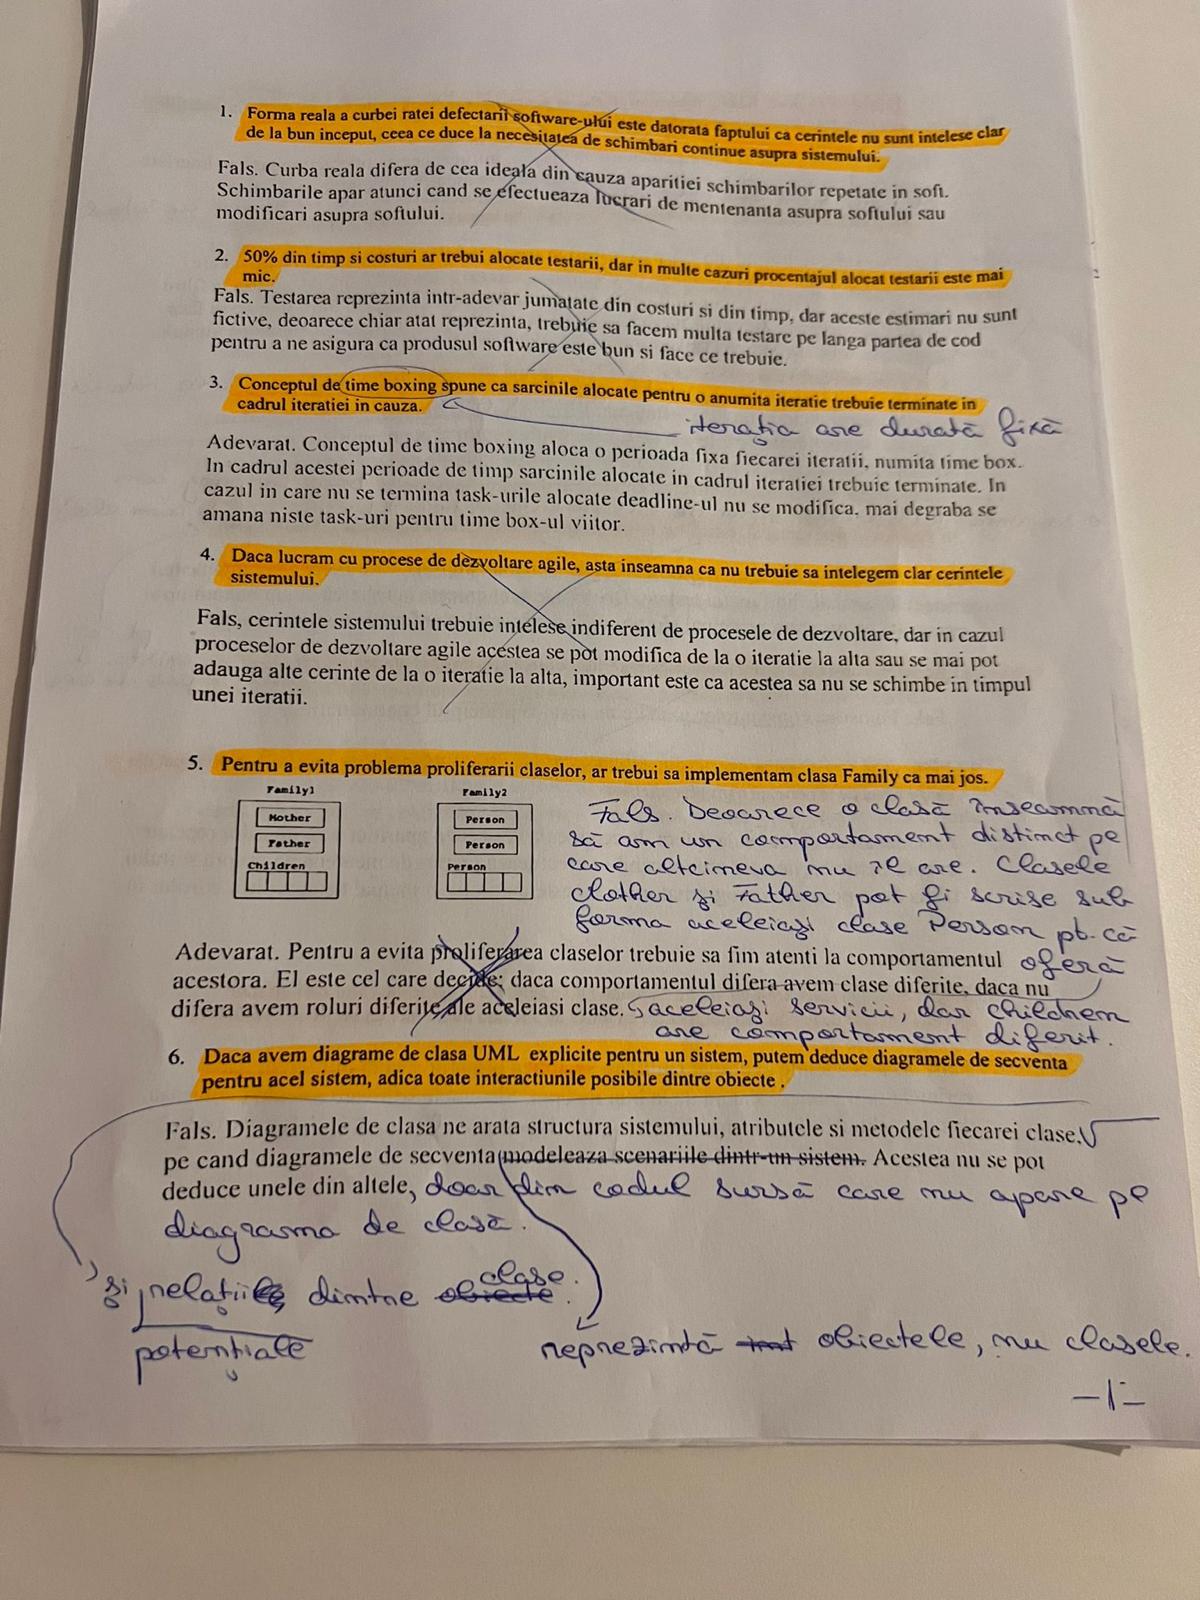 1. Forma reala a curbei ratei defectarii software-ului este datorata faptului ca cerintele nu sunt intelese clar
de la bun inceput, ceea ce duce la necesitatea de schimbari continue asupra sistemului.
Fals. Curba reala difera de cea ideala din cauza aparitiei schimbarilor repetate in soft.
Schimbarile apar atunci cand se efectueaza lucrari de mentenanta asupra softului sau
modificari asupra softului.
2. 50% din timp si costuri ar trebui alocate testarii, dar in multe cazuri procentajul alocat testarii este mai
mic.
Fals. Testarea reprezinta intr-adevar jumatate din costuri si din timp, dar aceste estimari nu sunt
fictive, deoarece chiar atat reprezinta, trebuie sa facem multa testare pe langa partea de cod
pentru a ne asigura ca produsul software este bun si face ce trebuie.
3. Conceptul de time boxing spune ca sarcinile alocate pentru o anumita iteratie trebuie terminate in
cadrul iteratiei in cauza.
iterația are durată fixă
Adevarat. Conceptul de time boxing aloca o perioada fixa fiecarei iteratii, numita time box.
In cadrul acestei perioade de timp sarcinile alocate in cadrul iteratiei trebuie terminate. In
cazul in care nu se termina task-urile alocate deadline-ul nu se modifica, mai degraba se
amana niste task-uri pentru time box-ul viitor.
4. Daca lucram cu procese de dezvoltare agile, asta inseamna ca nu trebuie sa intelegem clar cerintele
sistemului.
Fals, cerintele sistemului trebuie intelese indiferent de procesele de dezvoltare, dar in cazul
proceselor de dezvoltare agile acestea se pot modifica de la o iteratie la alta sau se mai pot
adauga alte cerinte de la o iteratie la alta, important este ca acestea sa nu se schimbe in timpul
unei iteratii.
5. Pentru a evita problema proliferarii claselor, ar trebui sa implementam clasa Family ca mai jos.
Family1
Mother
Father
Children
Family2
Person
Person
Person
Fals. Deoarece o clasă înseamnă
să am un comportament distinct pe
care altcineva nu îl are. Clasele
Mother și Father pot fi scrise sub
forma aceleiași clase Person pt. că
oferă
aceleiași servicii, dar children
are comportament diferit.
Adevarat. Pentru a evita proliferarea claselor trebuie sa fim atenti la comportamentul
acestora. El este cel care decide: daca comportamentul difera avem clase diferite, daca nu
difera avem roluri diferite ale aceleiasi clase.
6. Daca avem diagrame de clasa UML explicite pentru un sistem, putem deduce diagramele de secventa
pentru acel sistem, adica toate interactiunile posibile dintre obiecte .
Fals. Diagramele de clasa ne arata structura sistemului, atributele si metodele fiecarei clase,
pe cand diagramele de secventa modeleaza scenariile dintr-un sistem. Acestea nu se pot
deduce unele din altele, doar din codul sursă care nu apare pe
diagrama de clasă.
și relații dintre obiecte clase.
potențiale
reprezintă obiectele, nu clasele.
-1-